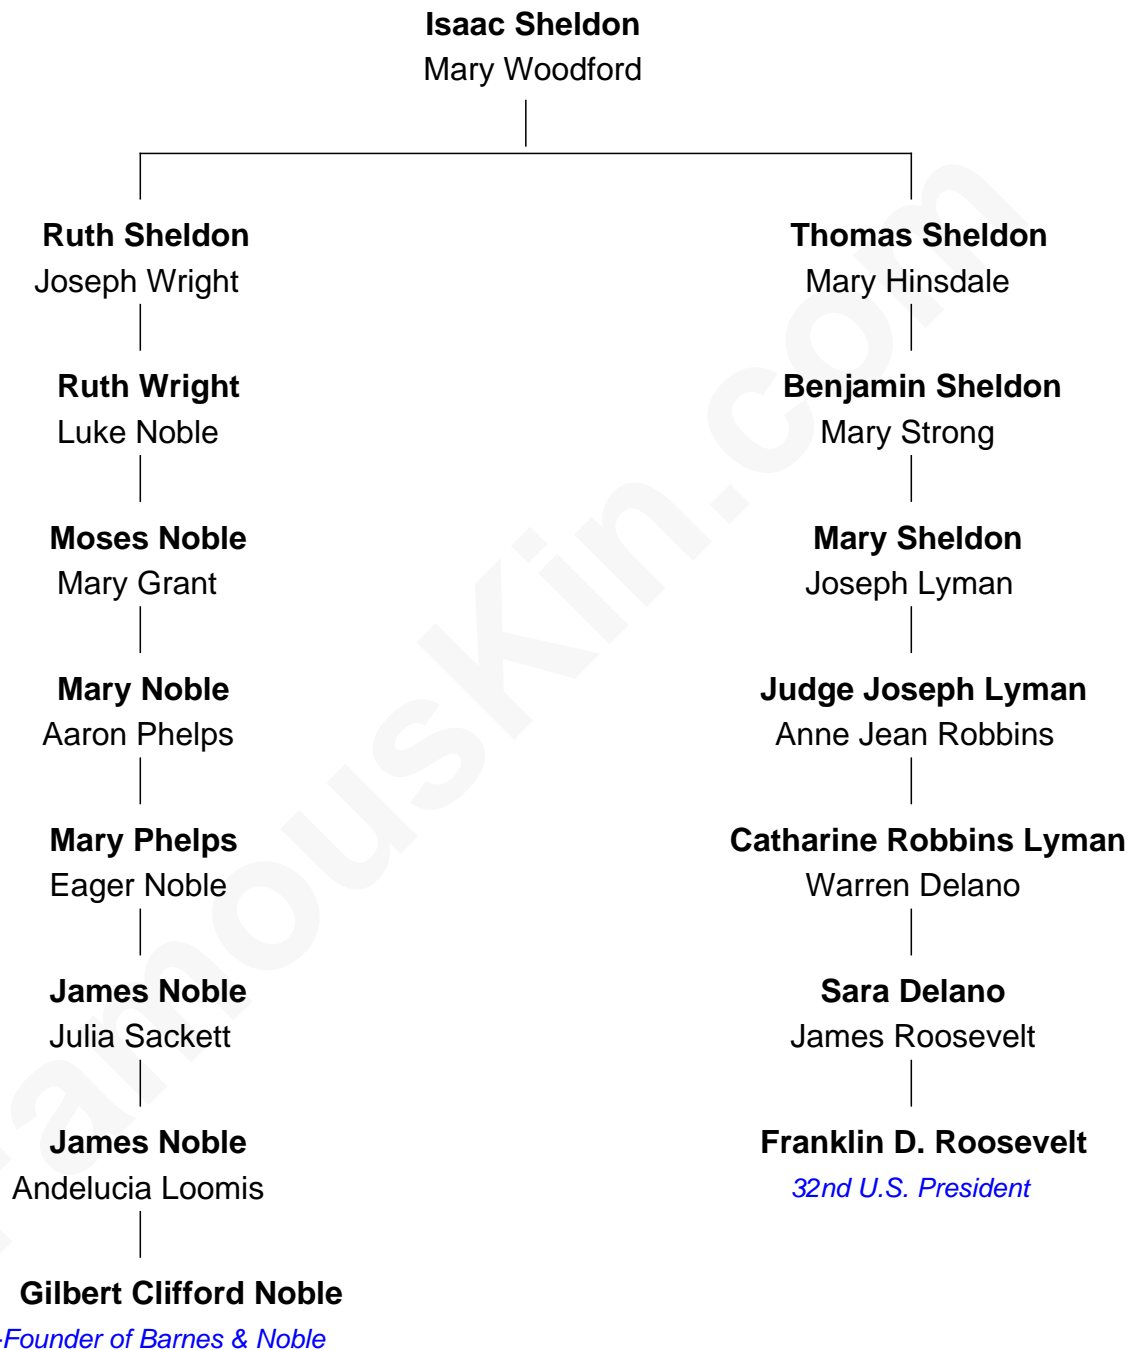 Isaac Sheldon
Mary Woodford
Ruth Sheldon
Joseph Wright
Thomas Sheldon
Mary Hinsdale
Ruth Wright
Luke Noble
Benjamin Sheldon
Mary Strong
Moses Noble
Mary Grant
Mary Sheldon
Joseph Lyman
Mary Noble
Aaron Phelps
Judge Joseph Lyman
Anne Jean Robbins
Mary Phelps
Eager Noble
Catharine Robbins Lyman
Warren Delano
James Noble
Julia Sackett
Sara Delano
James Roosevelt
James Noble
Andelucia Loomis
Franklin D. Roosevelt
32nd U.S. President
Gilbert Clifford Noble
-Founder of Barnes & Noble
FamousKin.com